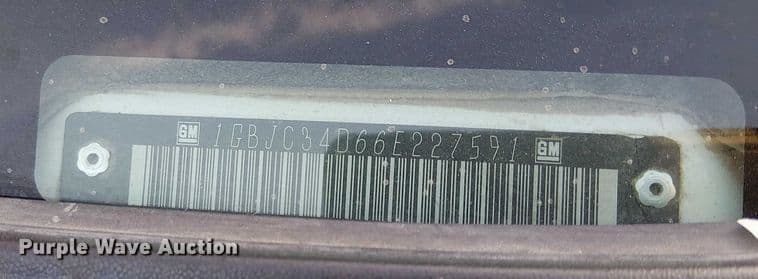 GM 1GBJC34D66E227591 GM
Purple Wave Auction